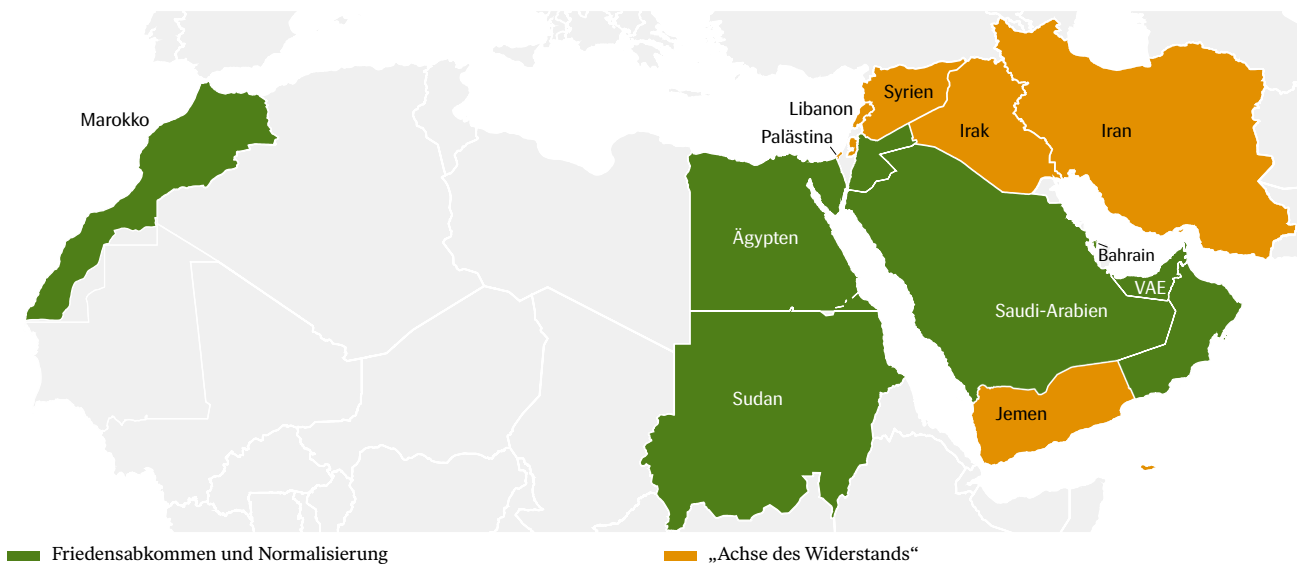 Marokko
Libanon
Syrien
Palästina
Irak
Iran
Ägypten
Bahrain
VAE
Saudi-Arabien
Sudan
Jemen
Friedensabkommen und Normalisierung
„Achse des Widerstands“